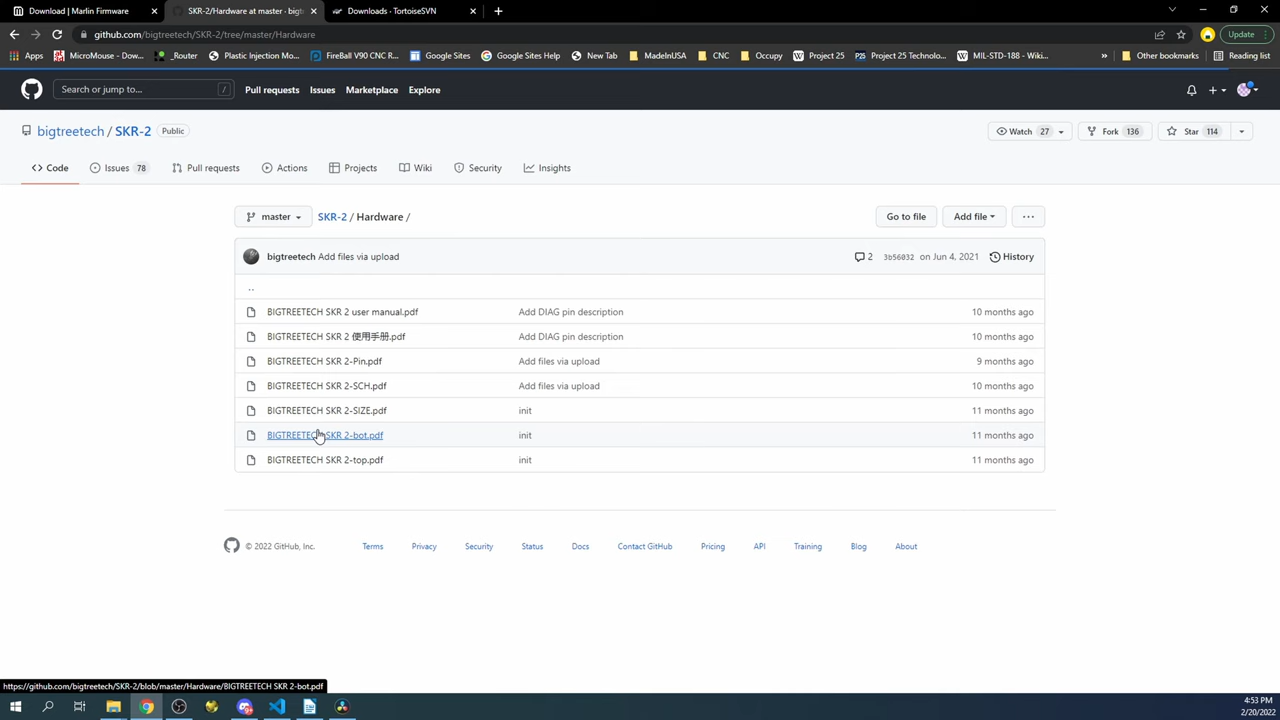 Download | Marlin Firmware
SKR-2/Hardware at master · bigt
Downloads · TortoiseSVN
github.com/bigtreetech/SKR-2/tree/master/Hardware
Update
Apps
MicroMouse - Dow...
_Router
Plastic Injection Mo...
FireBall V90 CNC R...
Google Sites
Google Sites Help
New Tab
MadeInUSA
CNC
Occupy
Project 25
Project 25 Technolo...
MIL-STD-188 - Wiki...
»
Other bookmarks
Reading list
Search or jump to...
/
Pull requests
Issues
Marketplace
Explore
bigtreetech / SKR-2
Public
Watch 27
Fork 136
Star 114
<> Code
Issues 78
Pull requests
Actions
Projects
Wiki
Security
Insights
master
SKR-2 / Hardware /
Go to file
Add file
...
bigtreetech Add files via upload
2
3b56032 on Jun 4, 2021
History
..
BIGTREETECH SKR 2 user manual.pdf Add DIAG pin description 10 months ago
BIGTREETECH SKR 2 使用手册.pdf Add DIAG pin description 10 months ago
BIGTREETECH SKR 2-Pin.pdf Add files via upload 9 months ago
BIGTREETECH SKR 2-SCH.pdf Add files via upload 10 months ago
BIGTREETECH SKR 2-SIZE.pdf init 11 months ago
BIGTREETECH SKR 2-bot.pdf init 11 months ago
BIGTREETECH SKR 2-top.pdf init 11 months ago
© 2022 GitHub, Inc.
Terms
Privacy
Security
Status
Docs
Contact GitHub
Pricing
API
Training
Blog
About
https://github.com/bigtreetech/SKR-2/blob/master/Hardware/BIGTREETECH SKR 2-bot.pdf
4:53 PM
2/20/2022